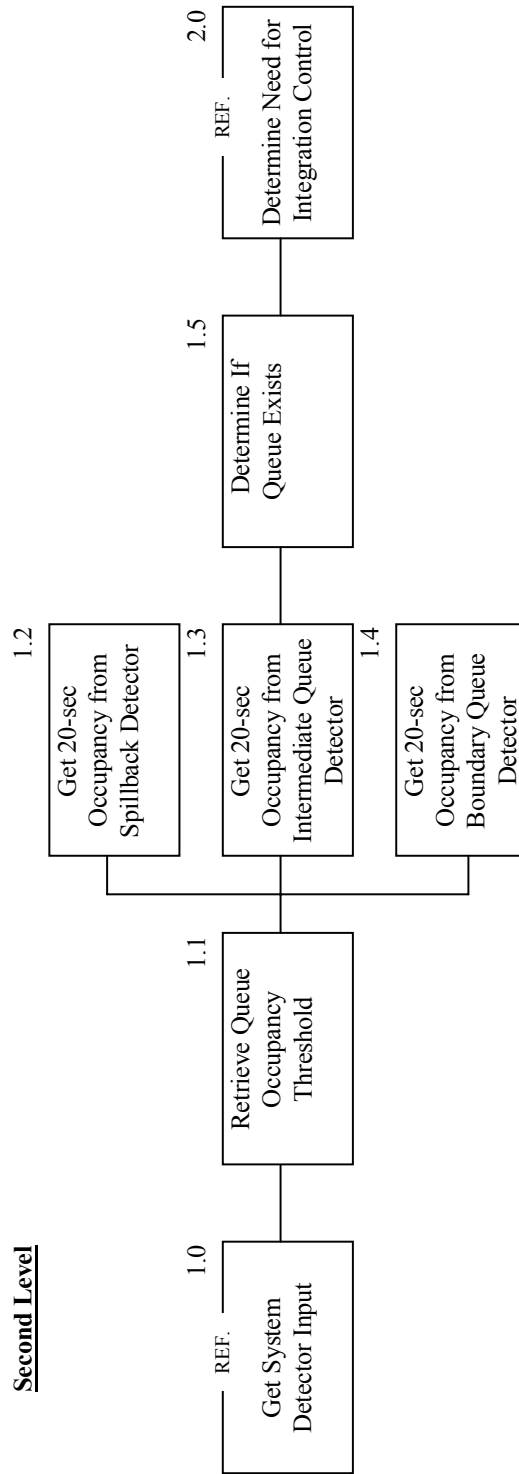 Second Level
REF.
1.0
Get System
Detector Input
1.1
Retrieve Queue
Occupancy
Threshold
1.2
Get 20-sec
Occupancy from
Spillback Detector
1.3
Get 20-sec
Occupancy from
Intermediate Queue
Detector
1.4
Get 20-sec
Occupancy from
Boundary Queue
Detector
1.5
Determine If
Queue Exists
REF.
2.0
Determine Need for
Integration Control